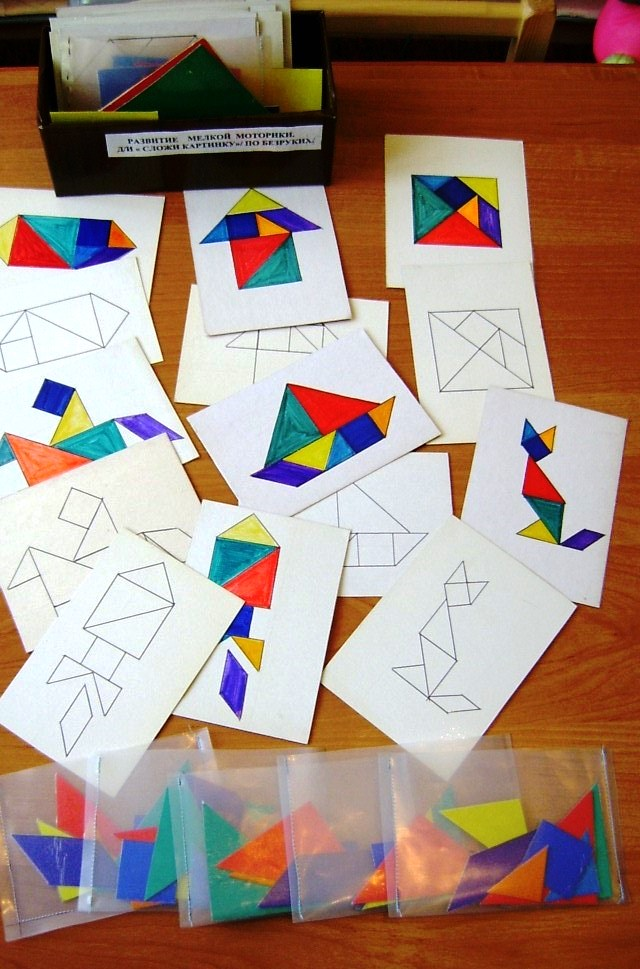 РАЗВИТИЕ МЕЛКОЙ МОТОРИКИ.
Д/И « СЛОЖИ КАРТИНКУ»/ ПО БЕЗРУКИХ/